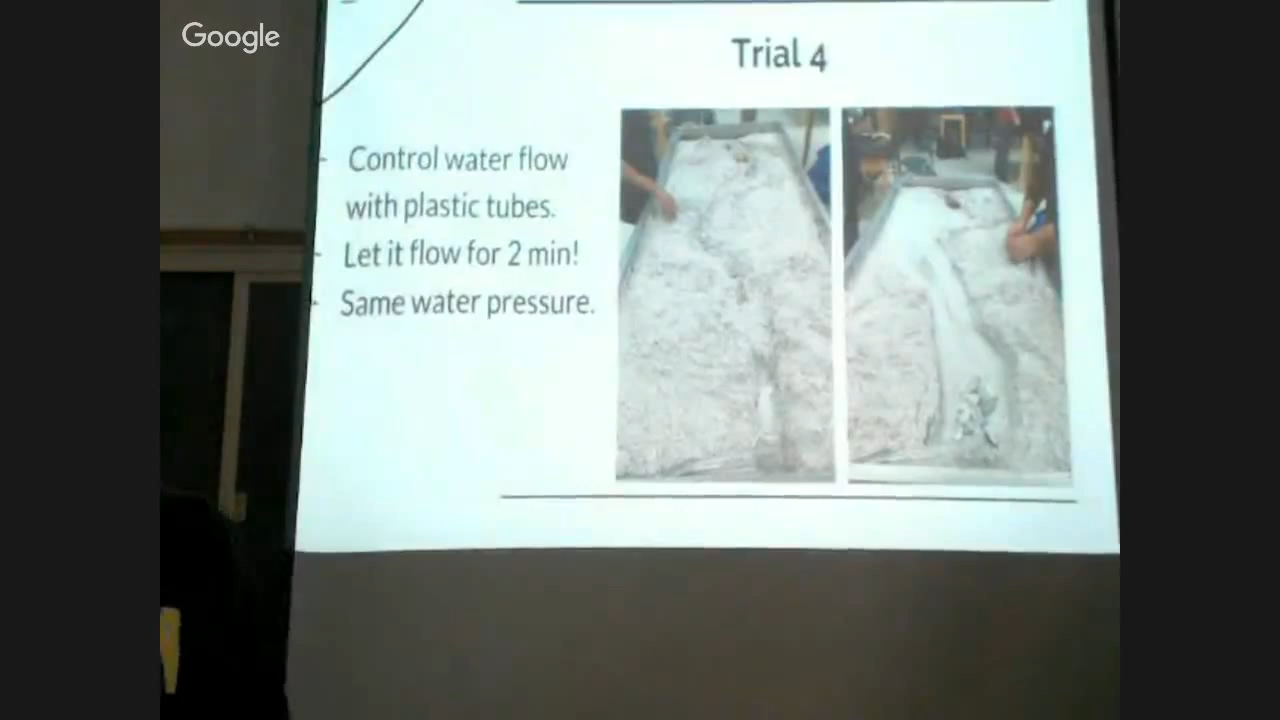 Google
Trial 4
- Control water flow
with plastic tubes.
- Let it flow for 2 min!
- Same water pressure.